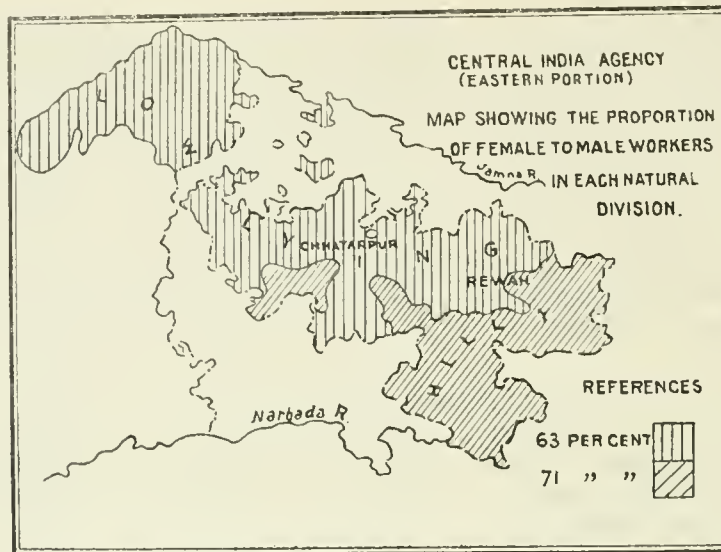 CENTRAL INDIA AGENCY
(EASTERN PORTION)
MAP SHOWING THE PROPORTION
OF FEMALE TO MALE WORKERS
Jamna R.
IN EACH NATURAL
DIVISION.
L O W
L Y I N G
CHHATARPUR
REWAH
H I L L Y
Narbada R.
REFERENCES
63 PER CENT
71 " "